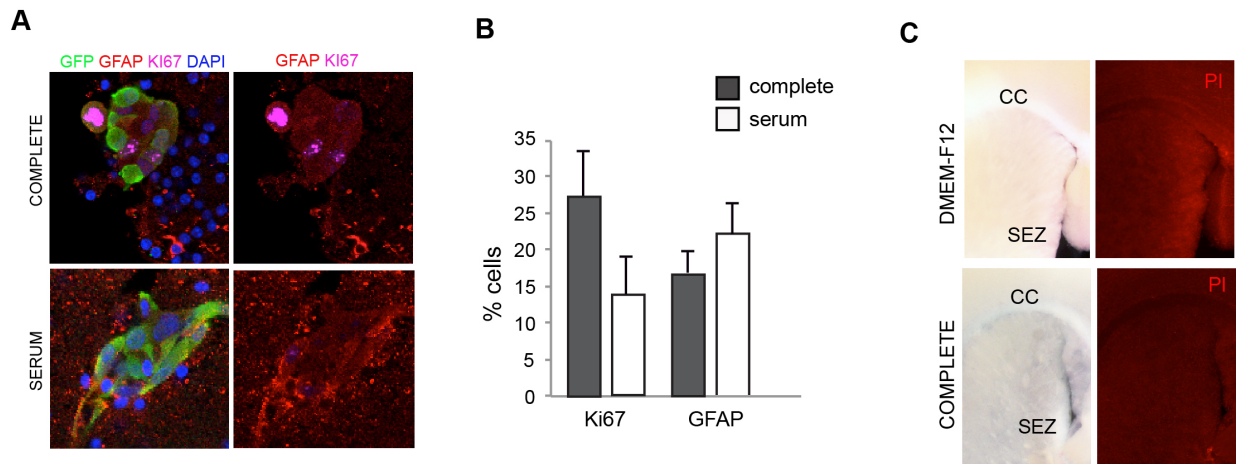 A
GFP GFAP KI67 DAPI
GFAP KI67
COMPLETE
SERUM
B
complete
serum
35
30
25
20
15
10
5
0
% cells
Ki67
GFAP
C
CC
SEZ
PI
DMEM-F12
CC
SEZ
PI
COMPLETE